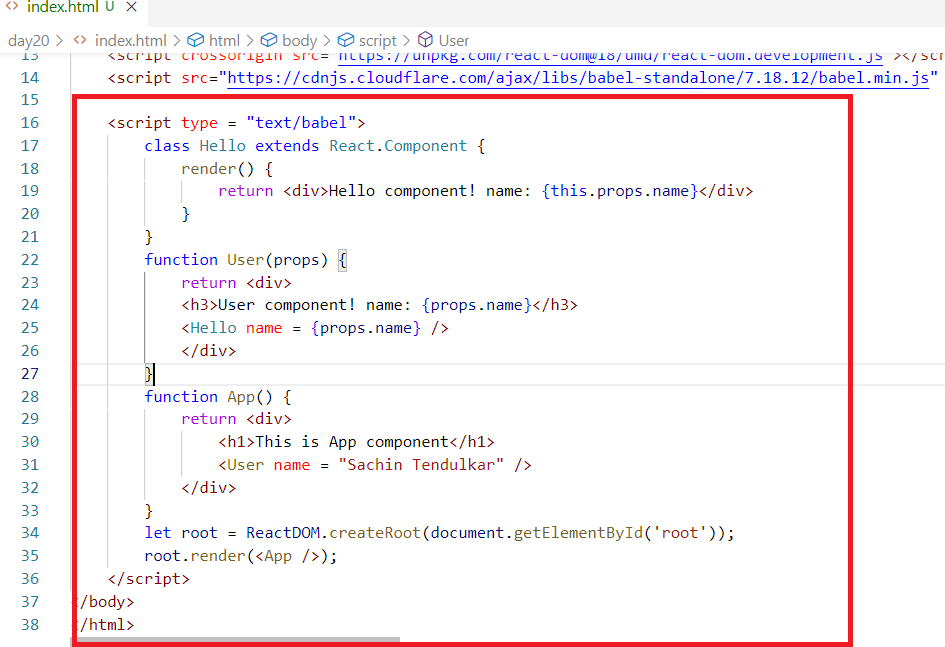 <> index.html U ×
day20 > <> index.html > html > body > script > User
13 <script crossorigin src="https://unpkg.com/react-dom@18/umd/react-dom.development.js"></scr
14 <script src="https://cdnjs.cloudflare.com/ajax/libs/babel-standalone/7.18.12/babel.min.js"
15
16 <script type = "text/babel">
17 class Hello extends React.Component {
18 render() {
19 return <div>Hello component! name: {this.props.name}</div>
20 }
21 }
22 function User(props) {
23 return <div>
24 <h3>User component! name: {props.name}</h3>
25 <Hello name = {props.name} />
26 </div>
27 }
28 function App() {
29 return <div>
30 <h1>This is App component</h1>
31 <User name = "Sachin Tendulkar" />
32 </div>
33 }
34 let root = ReactDOM.createRoot(document.getElementById('root'));
35 root.render(<App />);
36 </script>
37 </body>
38 </html>